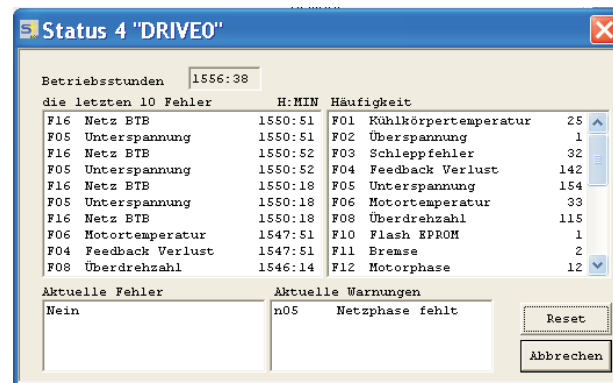 Status 4 "DRIVE0"
Betriebsstunden 1556:38
die letzten 10 Fehler H:MIN
F16 Netz BTB 1550:51
F05 Unterspannung 1550:51
F16 Netz BTB 1550:52
F05 Unterspannung 1550:52
F16 Netz BTB 1550:18
F05 Unterspannung 1550:18
F16 Netz BTB 1550:18
F06 Motortemperatur 1547:51
F04 Feedback Verlust 1547:51
F08 Überdrehzahl 1546:14
Häufigkeit
F01 Kühlkörpertemperatur 25
F02 Überspannung 1
F03 Schleppfehler 32
F04 Feedback Verlust 142
F05 Unterspannung 154
F06 Motortemperatur 33
F08 Überdrehzahl 115
F10 Flash EPROM 1
F11 Bremse 2
F12 Motorphase 12
Aktuelle Fehler
Nein
Aktuelle Warnungen
n05 Netzphase fehlt
Reset
Abbrechen